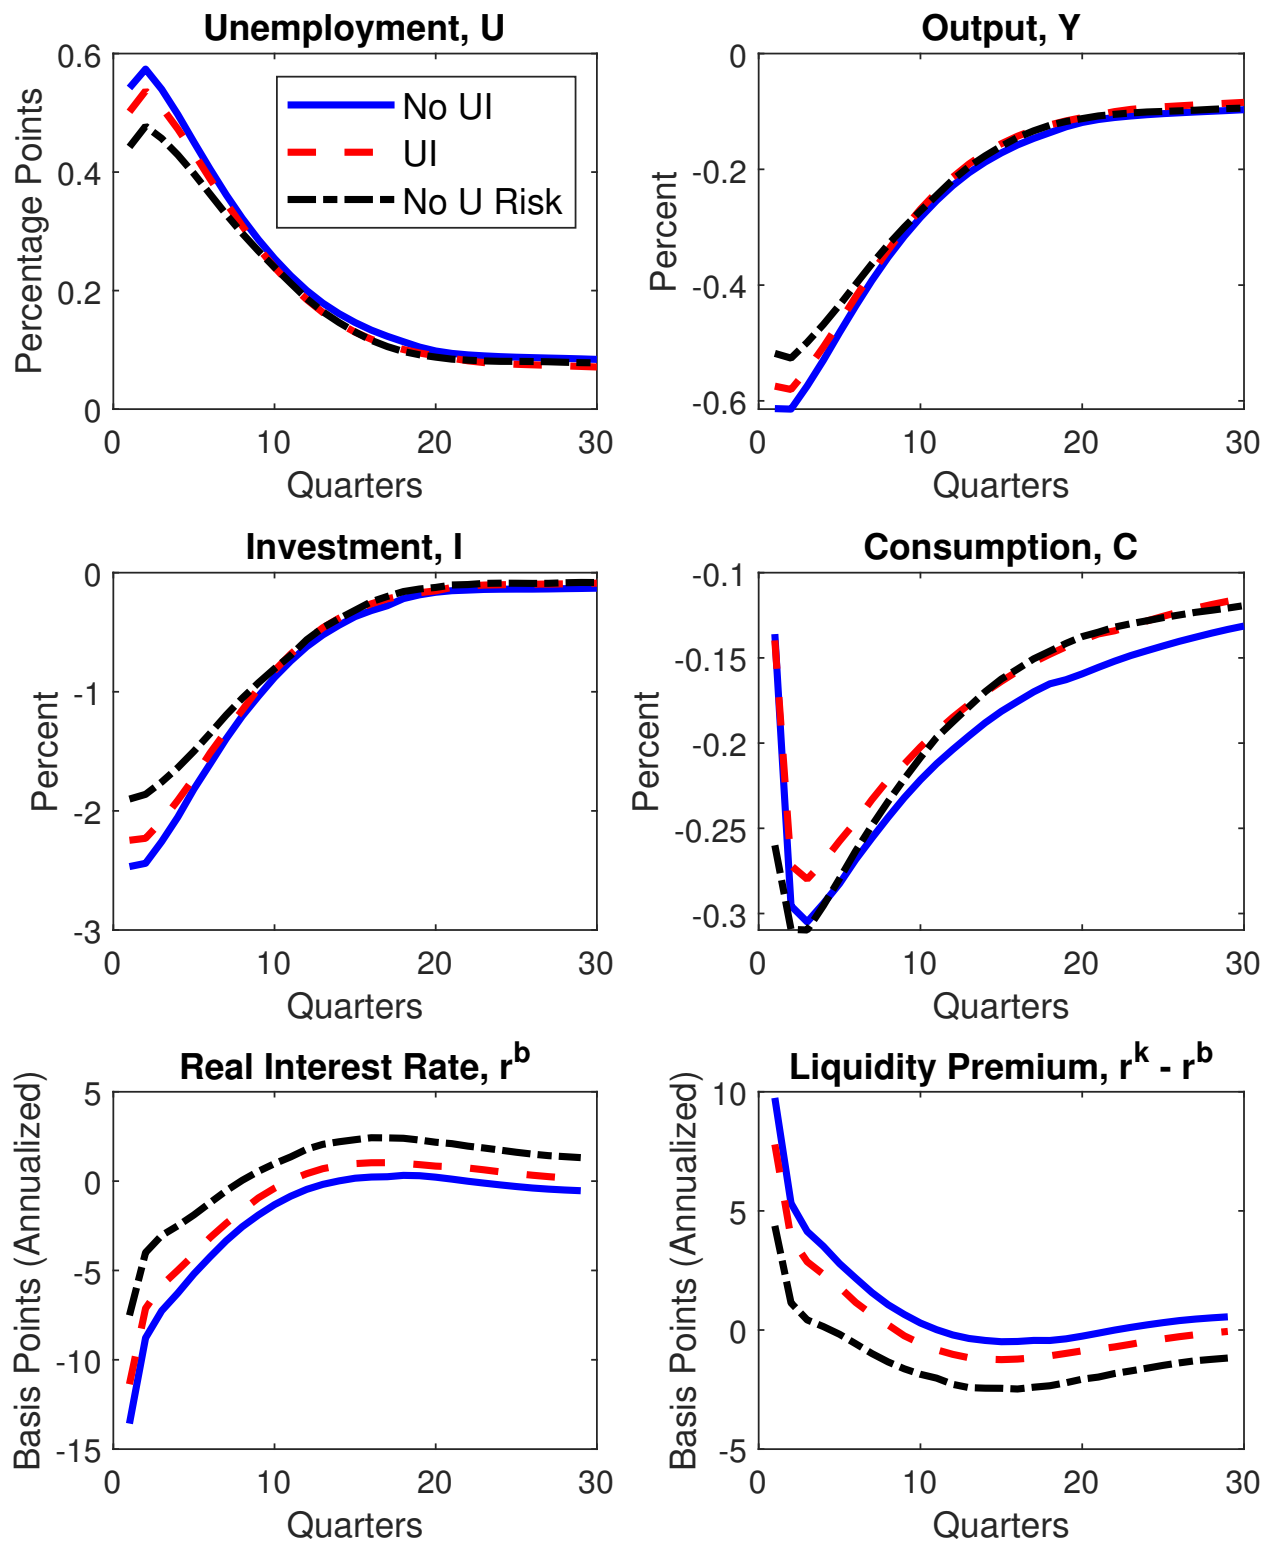 Unemployment, U
0.6
0.4
0.2
0
0
10
20
30
Percentage Points
Quarters
No UI
UI
No U Risk
Output, Y
0
-0.2
-0.4
-0.6
0
10
20
30
Percent
Quarters
Investment, I
0
-1
-2
-3
0
10
20
30
Percent
Quarters
Consumption, C
-0.1
-0.15
-0.2
-0.25
-0.3
0
10
20
30
Percent
Quarters
Real Interest Rate, r^b
5
0
-5
-10
-15
0
10
20
30
Basis Points (Annualized)
Quarters
Liquidity Premium, r^k - r^b
10
5
0
-5
0
10
20
30
Basis Points (Annualized)
Quarters